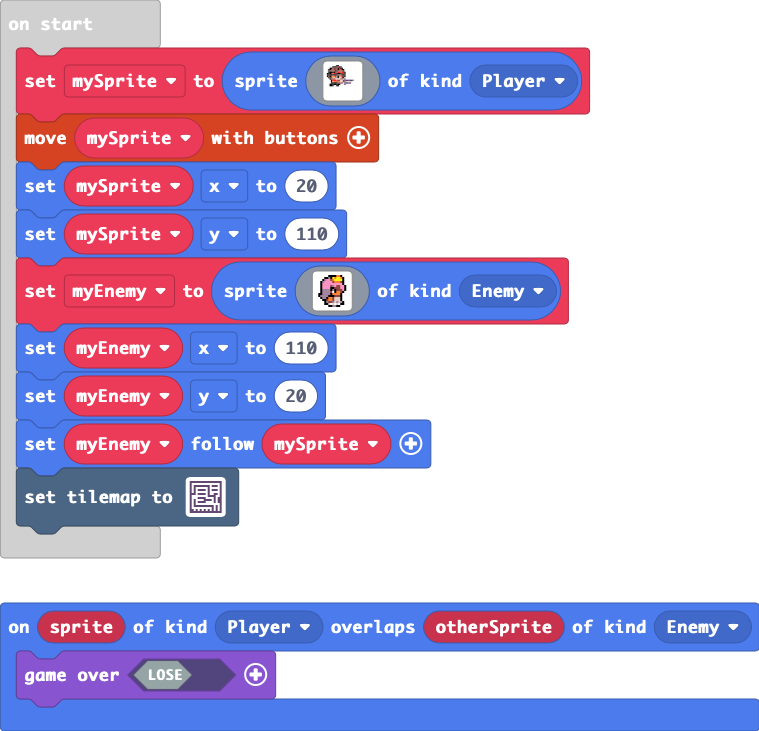 on start
set mySprite to sprite of kind Player
move mySprite with buttons
set mySprite x to 20
set mySprite y to 110
set myEnemy to sprite of kind Enemy
set myEnemy x to 110
set myEnemy y to 20
set myEnemy follow mySprite
set tilemap to
on sprite of kind Player overlaps otherSprite of kind Enemy
game over LOSE